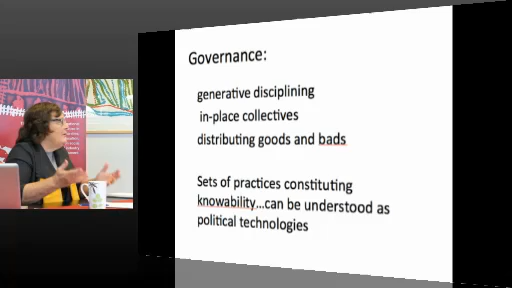 Governance:
generative disciplining
in-place collectives
distributing goods and bads
Sets of practices constituting
knowability...can be understood as
political technologies